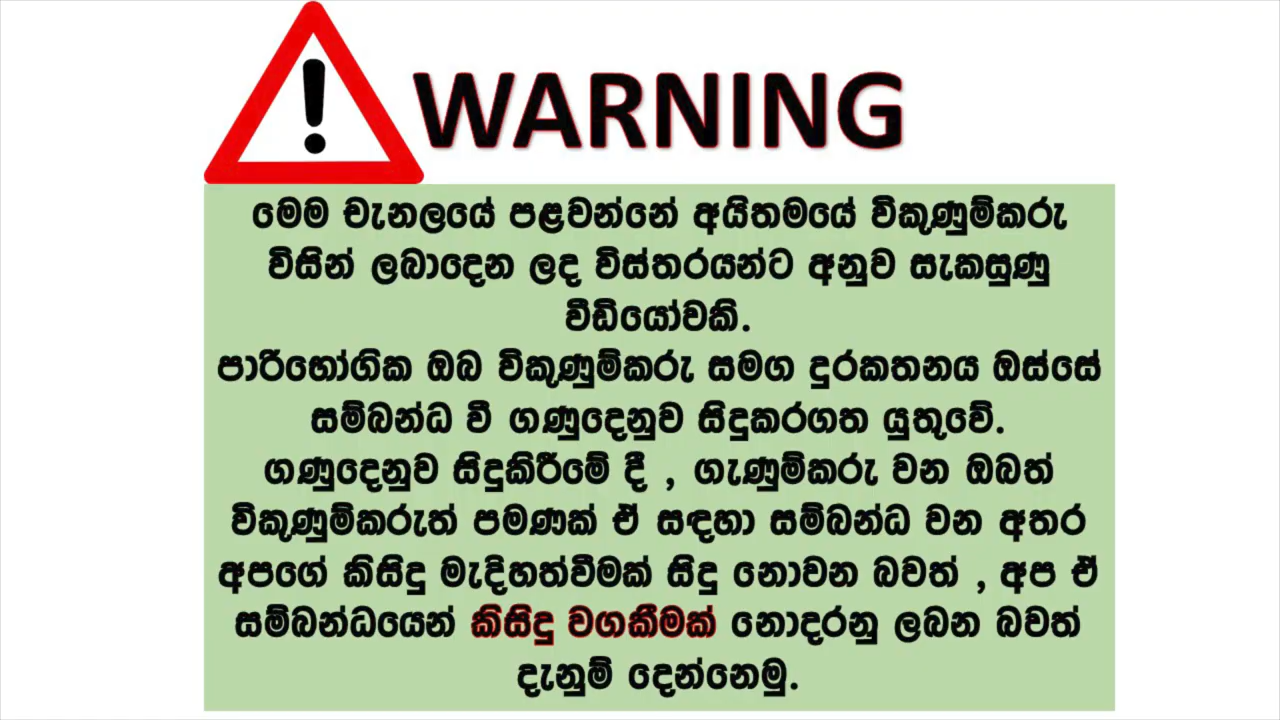 WARNING
මෙම චැනලයේ පළවන්නේ අයිතමයේ විකුණුම්කරු
විසින් ලබාදෙන ලද විස්තරයන්ට අනුව සැකසුණු
වීඩියෝවකි.
පාරිභෝගික ඔබ විකුණුම්කරු සමග දුරකතනය ඔස්සේ
සම්බන්ධ වී ගණුදෙනුව සිදුකරගත යුතුවේ.
ගණුදෙනුව සිදුකිරීමේ දී , ගැණුම්කරු වන ඔබත්
විකුණුම්කරුත් පමණක් ඒ සඳහා සම්බන්ධ වන අතර
අපගේ කිසිදු මැදිහත්වීමක් සිදු නොවන බවත් , අප ඒ
සම්බන්ධයෙන් කිසිදු වගකීමක් නොදරනු ලබන බවත්
දැනුම් දෙන්නෙමු.